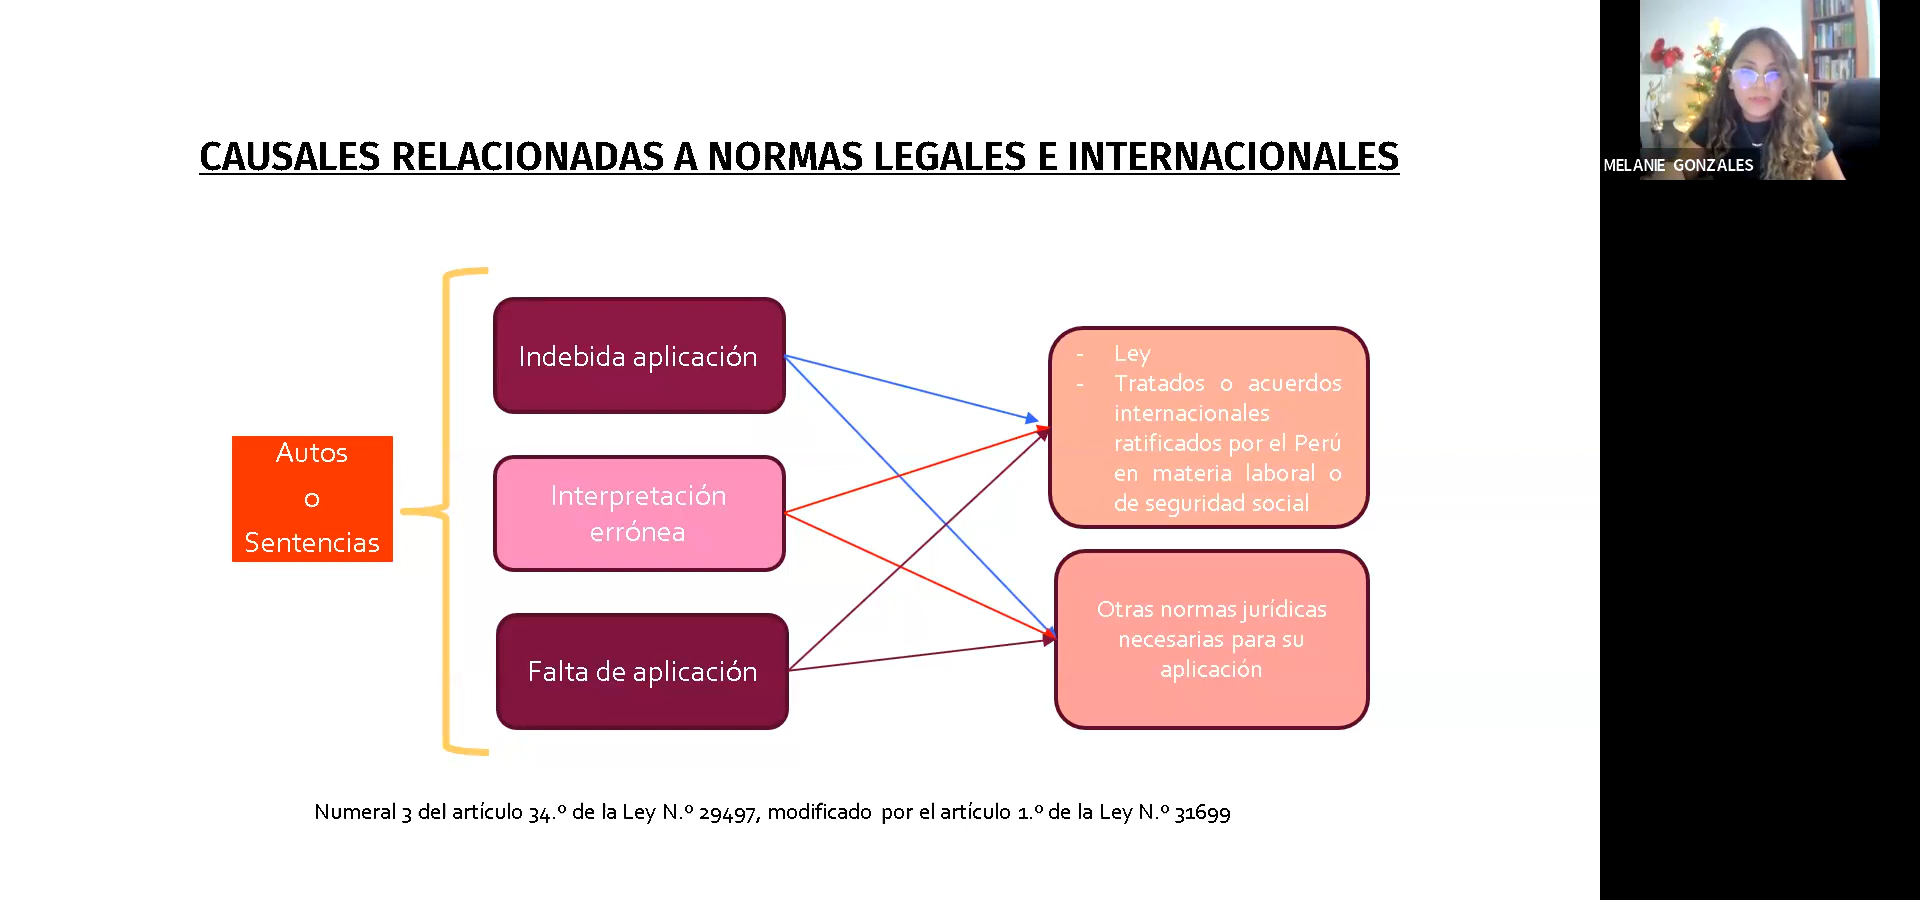 CAUSALES RELACIONADAS A NORMAS LEGALES E INTERNACIONALES
MELANIE GONZALES
Autos
o
Sentencias
Indebida aplicación
Interpretación
errónea
Falta de aplicación
- Ley
- Tratados o acuerdos
internacionales
ratificados por el Perú
en materia laboral o
de seguridad social
Otras normas jurídicas
necesarias para su
aplicación
Numeral 3 del artículo 34.º de la Ley N.º 29497, modificado por el artículo 1.º de la Ley N.º 31699